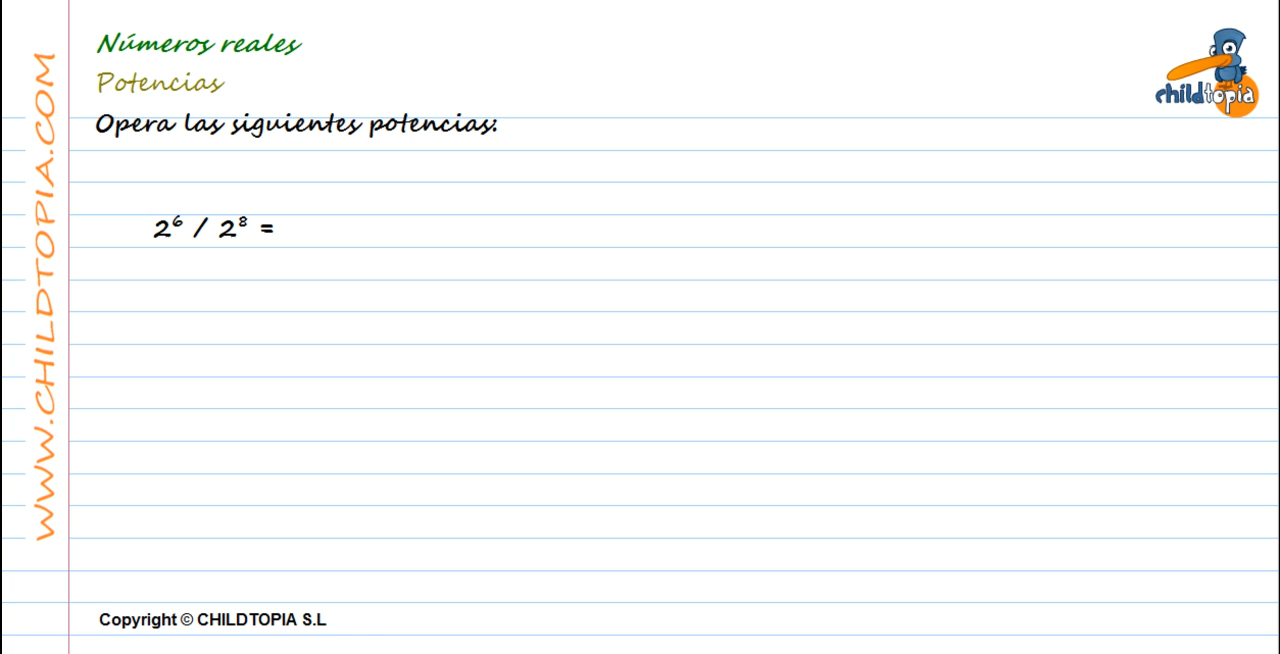 Números reales
Potencias
Opera las siguientes potencias:
2⁶ / 2⁸ =
WWW.CHILDTOPIA.COM
childtopia
Copyright © CHILDTOPIA S.L